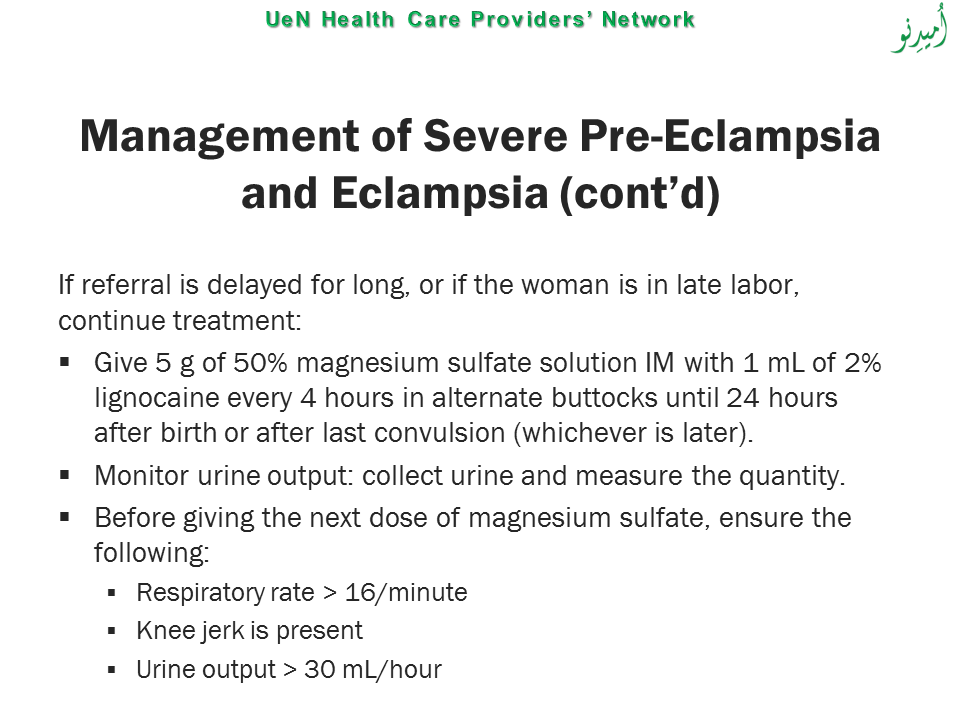 UeN Health Care Providers’ Network
اُمیدِنو
Management of Severe Pre-Eclampsia
and Eclampsia (cont’d)
If referral is delayed for long, or if the woman is in late labor,
continue treatment:
▪ Give 5 g of 50% magnesium sulfate solution IM with 1 mL of 2%
lignocaine every 4 hours in alternate buttocks until 24 hours
after birth or after last convulsion (whichever is later).
▪ Monitor urine output: collect urine and measure the quantity.
▪ Before giving the next dose of magnesium sulfate, ensure the
following:
▪ Respiratory rate > 16/minute
▪ Knee jerk is present
▪ Urine output > 30 mL/hour